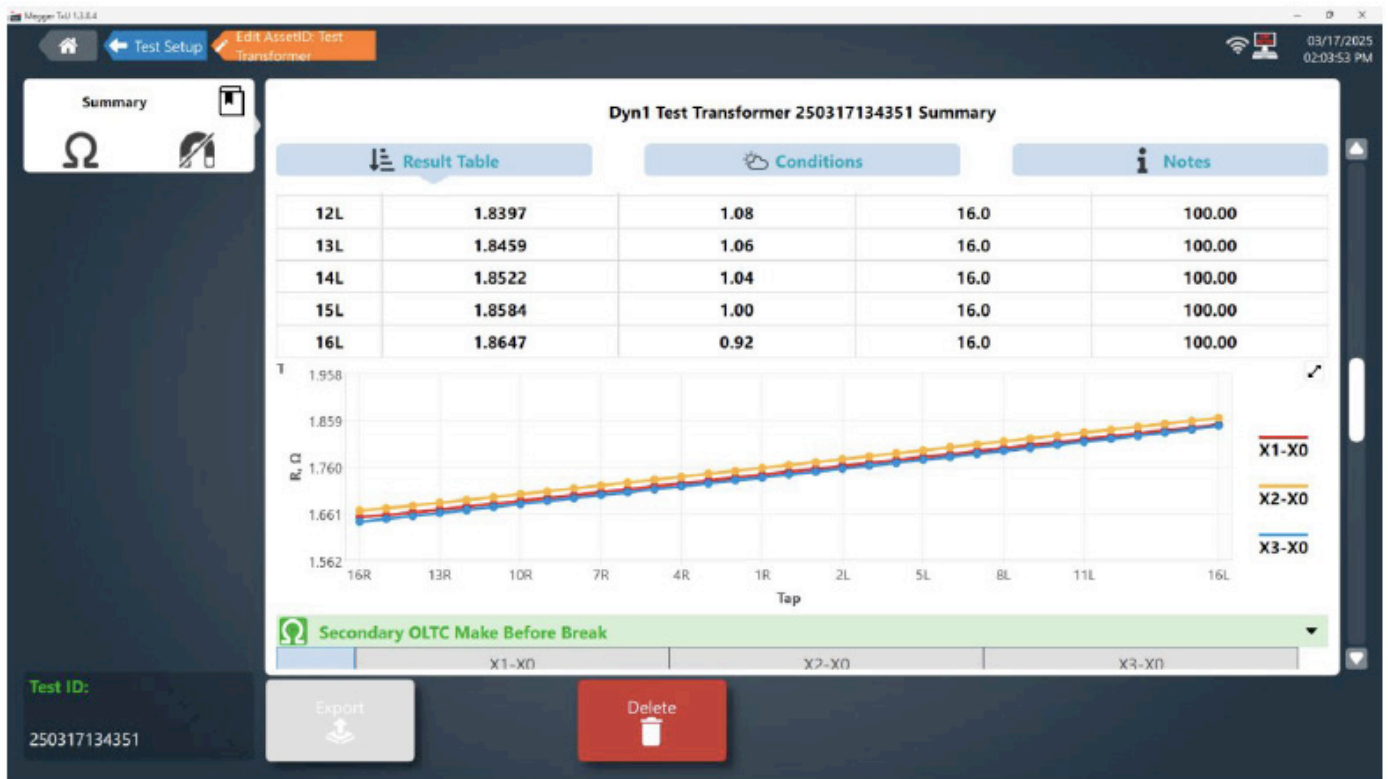 Megger TxU 1.3.0.4
Test Setup
Edit AssetID: Test
Transformer
03/17/2025
02:03:53 PM
Summary
Ω
Dyn1 Test Transformer 250317134351 Summary
Result Table
Conditions
Notes
12L 1.8397 1.08 16.0 100.00
13L 1.8459 1.06 16.0 100.00
14L 1.8522 1.04 16.0 100.00
15L 1.8584 1.00 16.0 100.00
16L 1.8647 0.92 16.0 100.00
T
1.958
1.859
1.760
1.661
1.562
R, Ω
16R 13R 10R 7R 4R 1R 2L 5L 8L 11L 16L
Tap
X1-X0
X2-X0
X3-X0
Ω Secondary OLTC Make Before Break
X1-X0 X2-X0 X3-X0
Test ID:
250317134351
Export
Delete